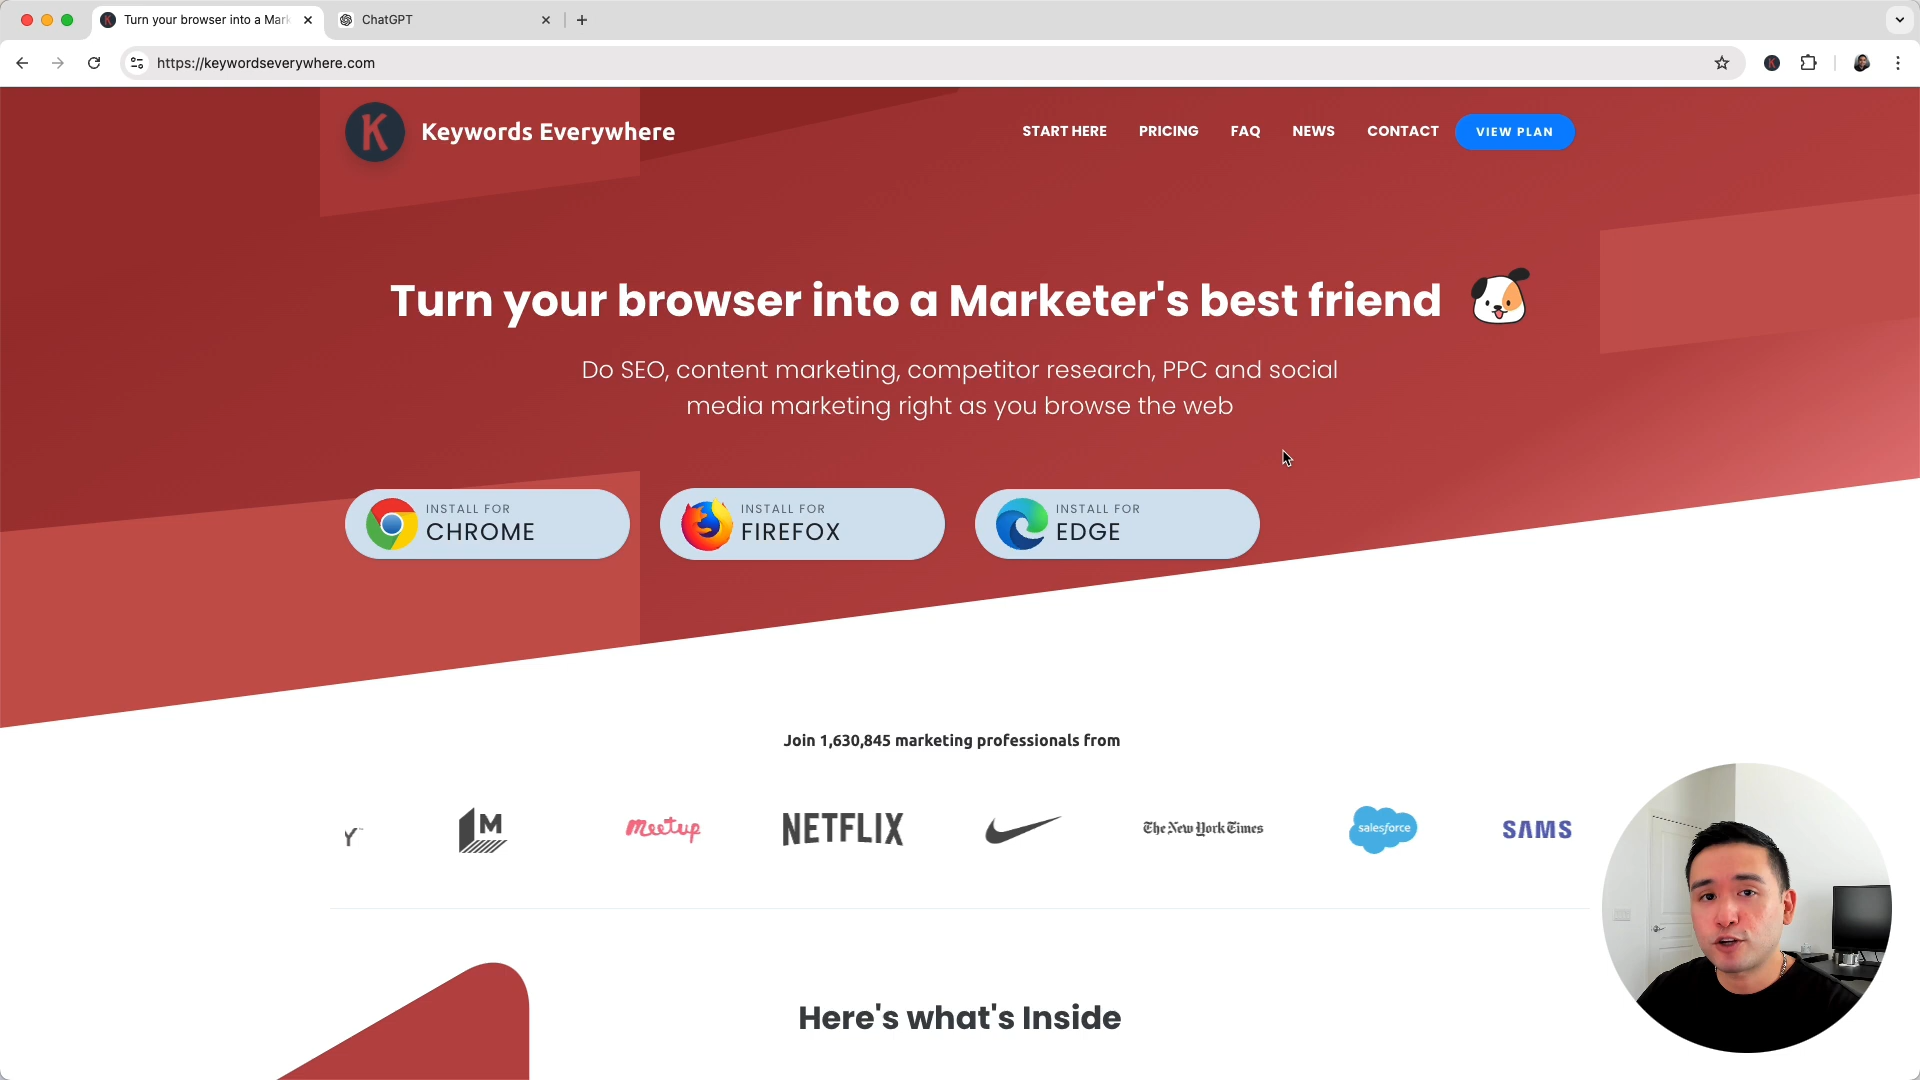 Turn your browser into a Mark
ChatGPT
https://keywordseverywhere.com
K
Keywords Everywhere
START HERE
PRICING
FAQ
NEWS
CONTACT
VIEW PLAN
Turn your browser into a Marketer's best friend
Do SEO, content marketing, competitor research, PPC and social
media marketing right as you browse the web
INSTALL FOR
CHROME
INSTALL FOR
FIREFOX
INSTALL FOR
EDGE
Join 1,630,845 marketing professionals from
Y
M
meetup
NETFLIX
The New York Times
salesforce
SAMS
Here's what's Inside